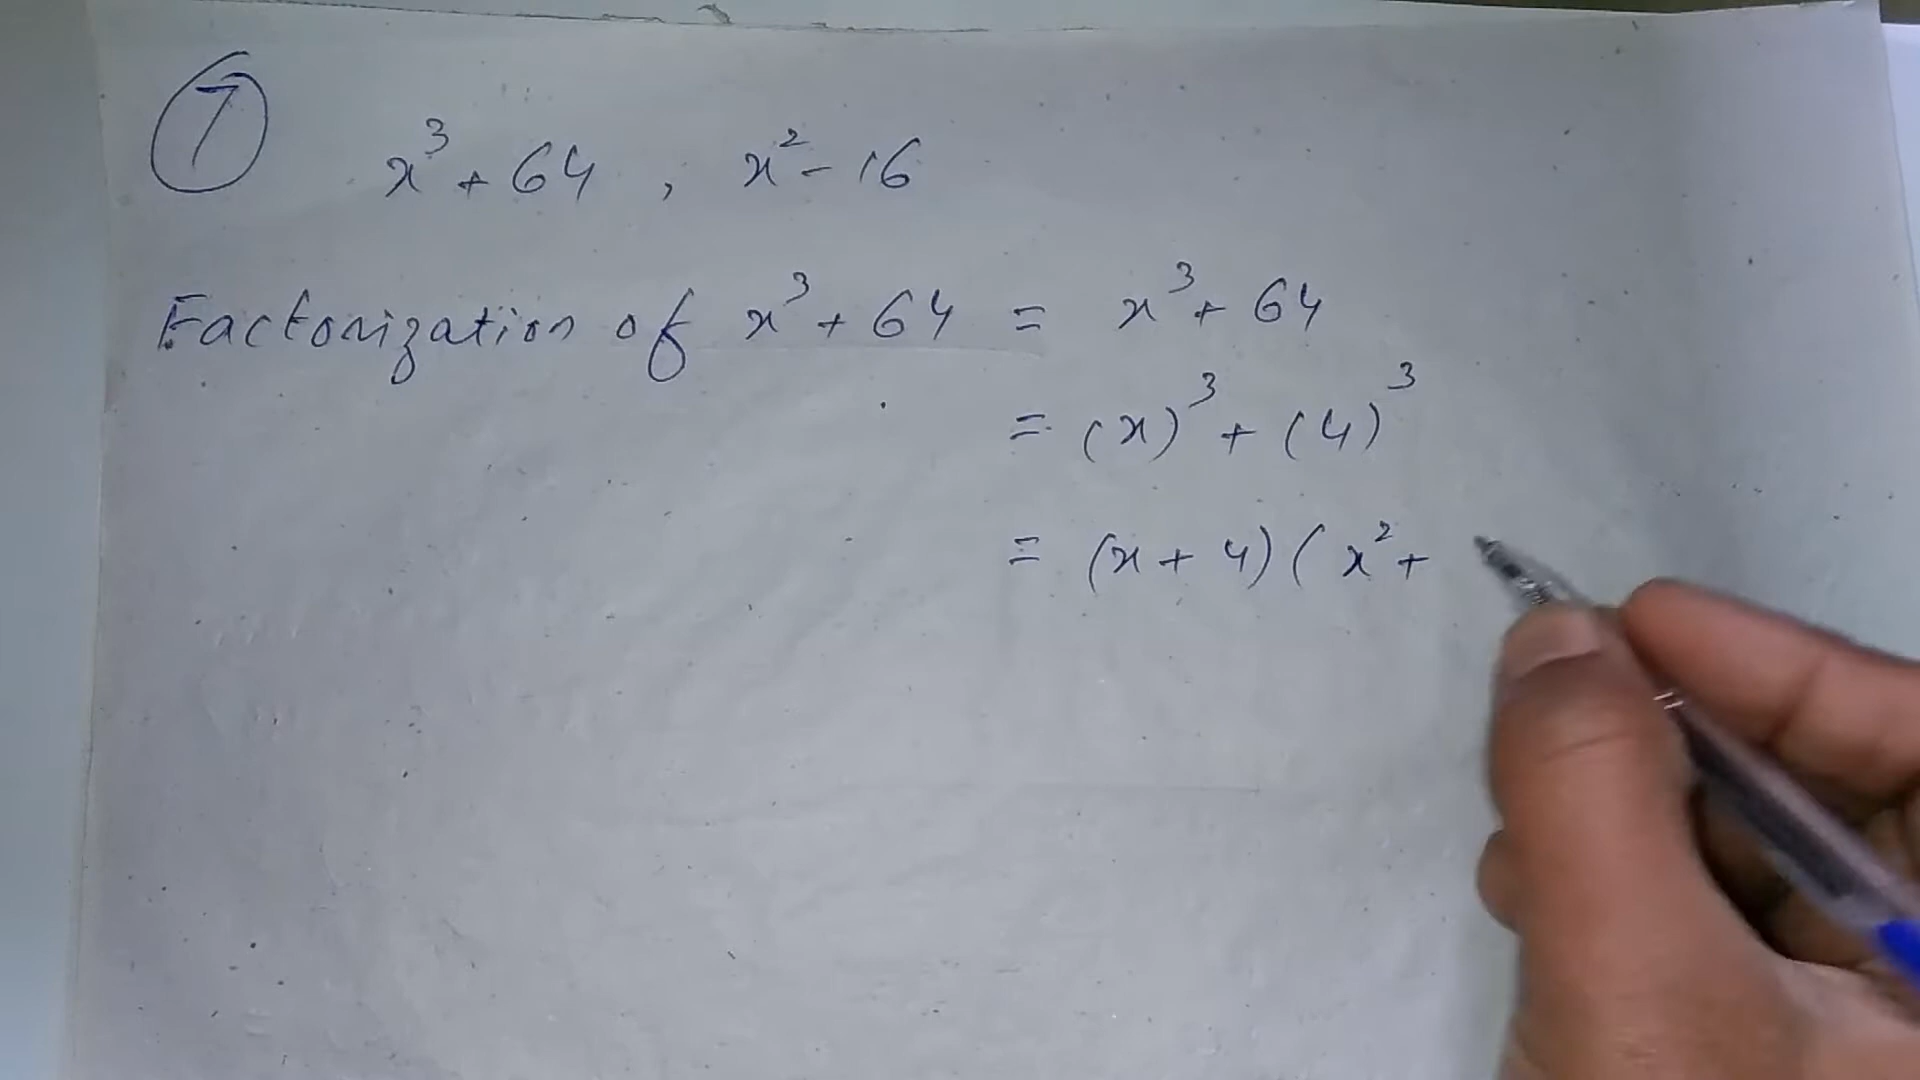 7
x³ + 64 , x² - 16
Factorization of x³ + 64 = x³ + 64
= (x)³ + (4)³
= (x + 4) ( x² +